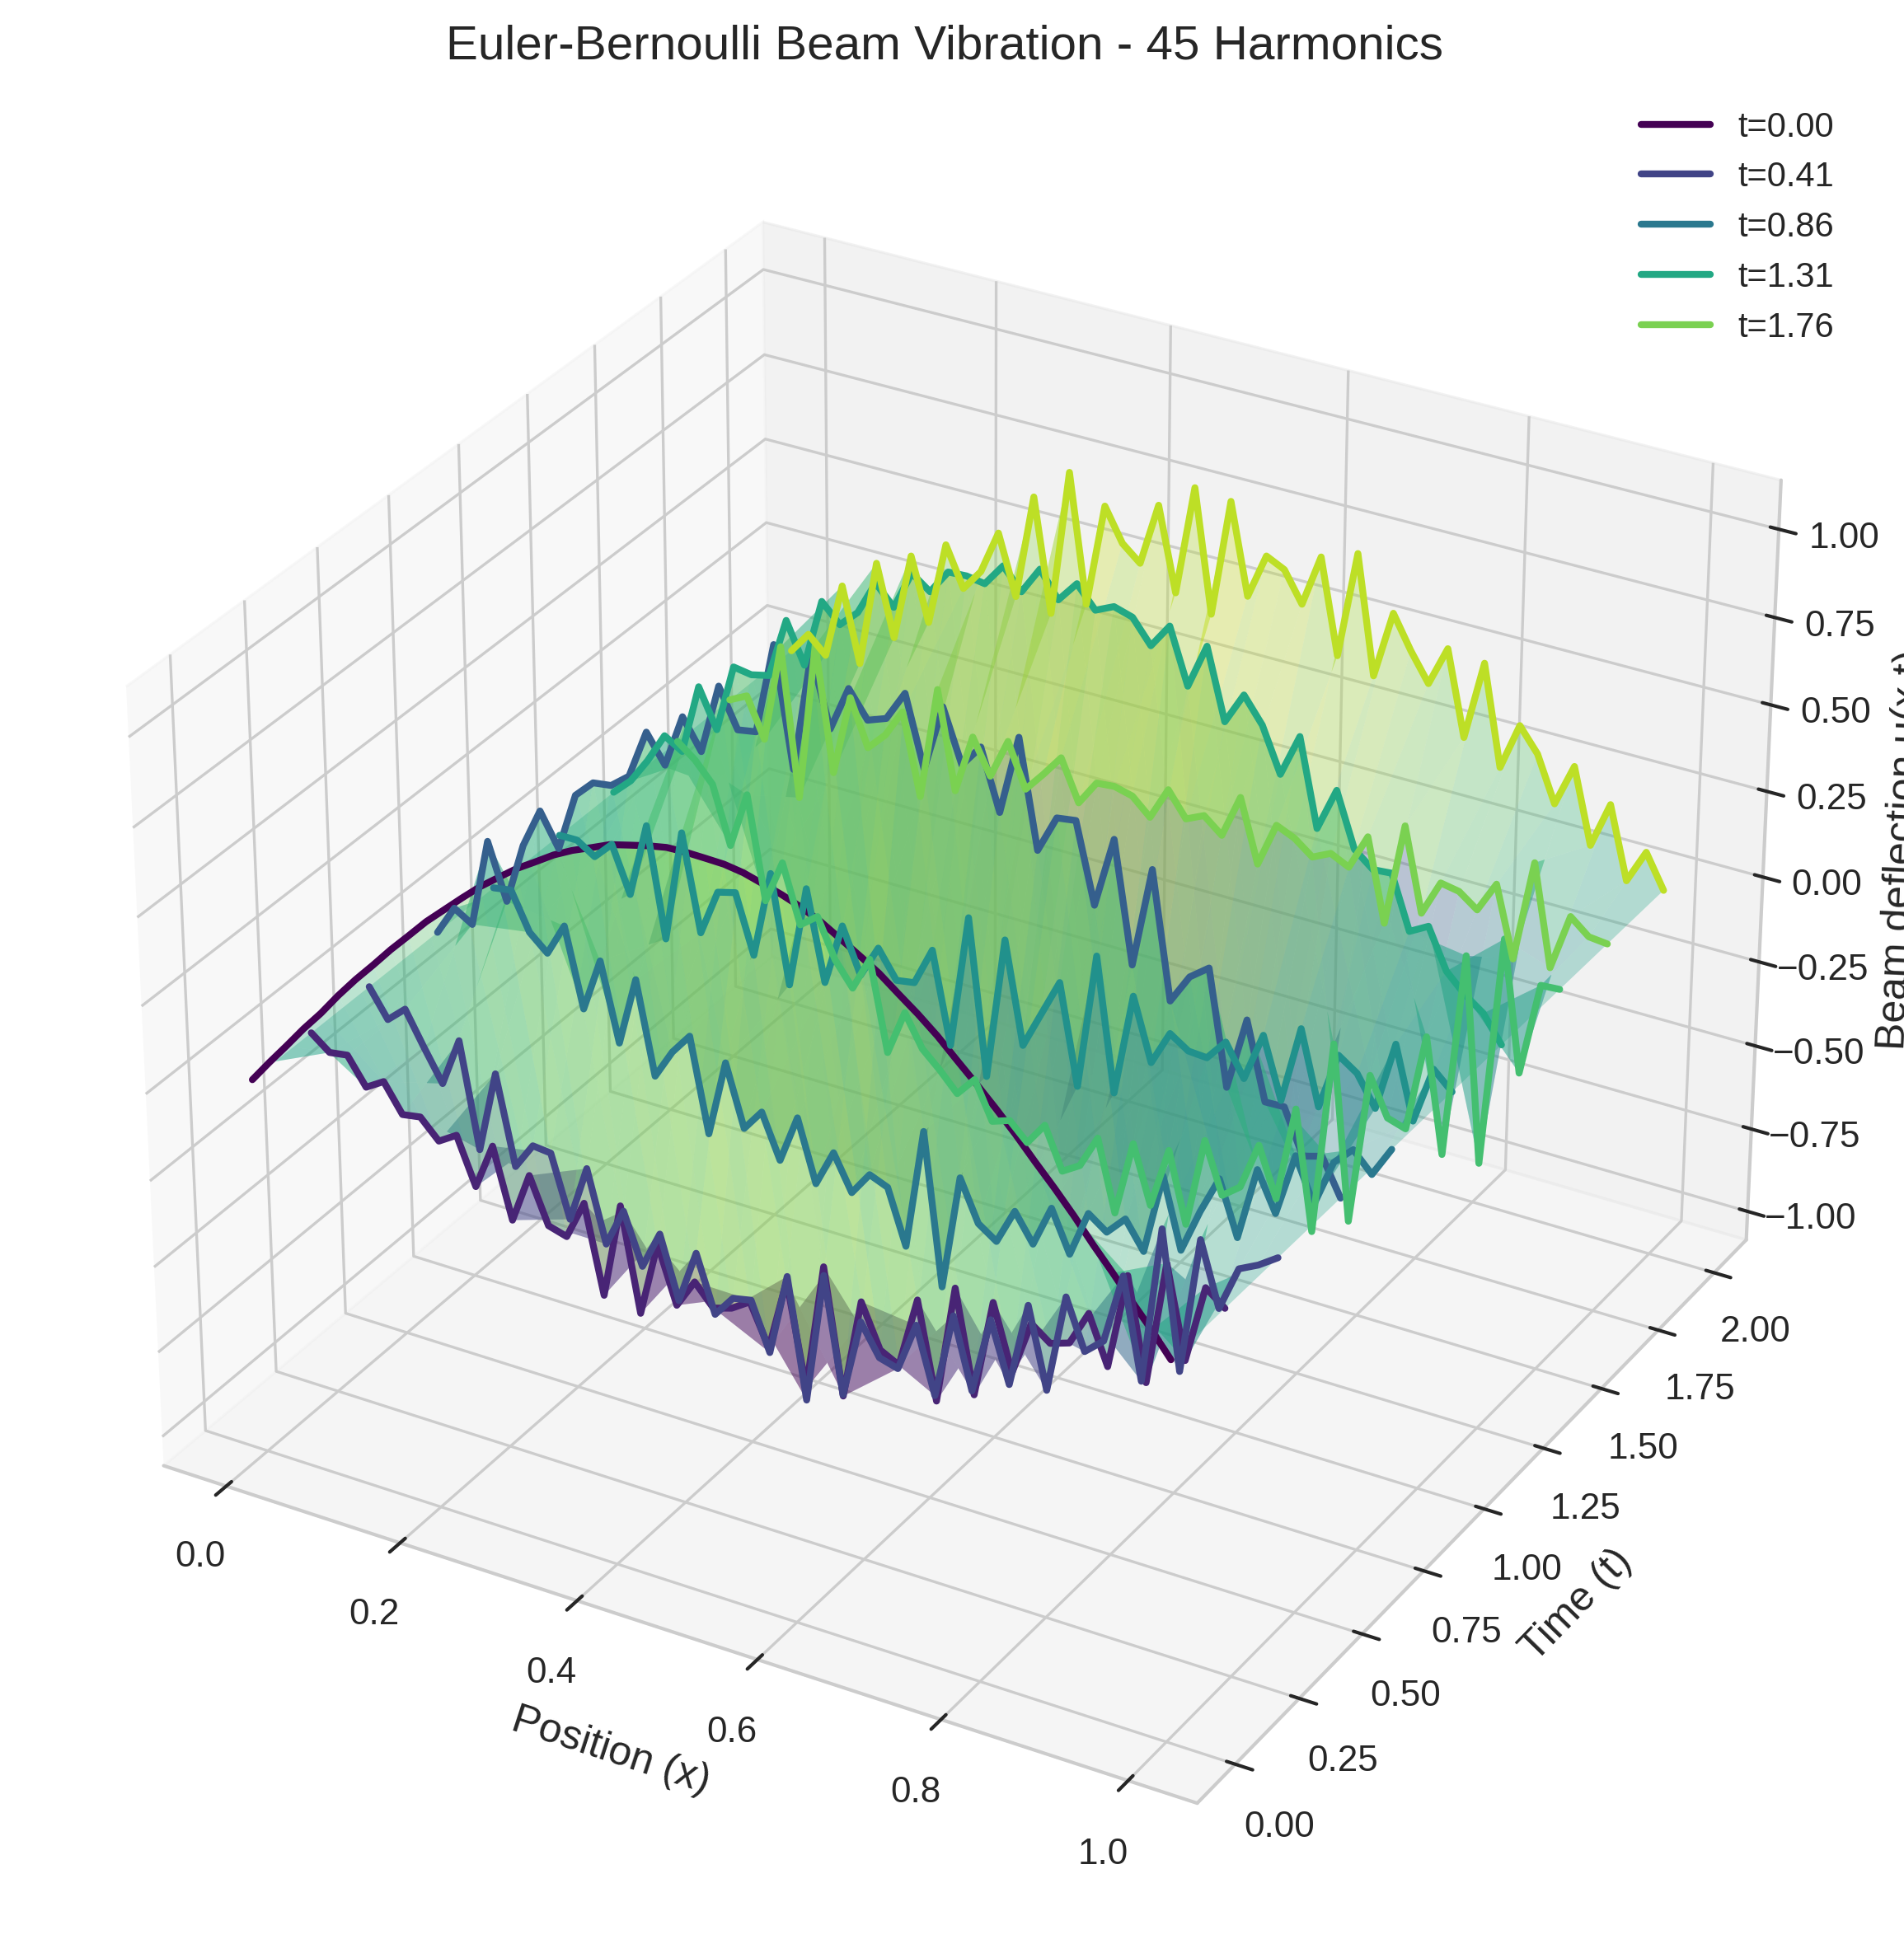 Euler-Bernoulli Beam Vibration - 45 Harmonics
t=0.00
t=0.41
t=0.86
t=1.31
t=1.76
1.00
0.75
0.50
0.25
0.00
−0.25
−0.50
−0.75
−1.00
Beam deflection u(x,t)
2.00
1.75
1.50
1.25
1.00
0.75
0.50
0.25
0.00
Time (t)
0.0
0.2
0.4
0.6
0.8
1.0
Position (x)